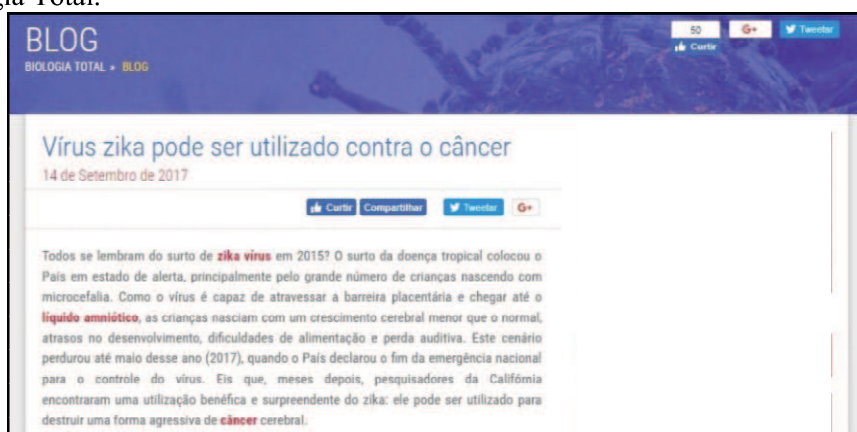 gia Total.
BLOG
BIOLOGIA TOTAL » BLOG
50
Curtir
G+
Tweetar
Vírus zika pode ser utilizado contra o câncer
14 de Setembro de 2017
Curtir Compartilhar Tweetar G+
Todos se lembram do surto de zika vírus em 2015? O surto da doença tropical colocou o
País em estado de alerta, principalmente pelo grande número de crianças nascendo com
microcefalia. Como o vírus é capaz de atravessar a barreira placentária e chegar até o
líquido amniótico, as crianças nasciam com um crescimento cerebral menor que o normal,
atrasos no desenvolvimento, dificuldades de alimentação e perda auditiva. Este cenário
perdurou até maio desse ano (2017), quando o País declarou o fim da emergência nacional
para o controle do vírus. Eis que, meses depois, pesquisadores da Califórnia
encontraram uma utilização benéfica e surpreendente do zika: ele pode ser utilizado para
destruir uma forma agressiva de câncer cerebral.